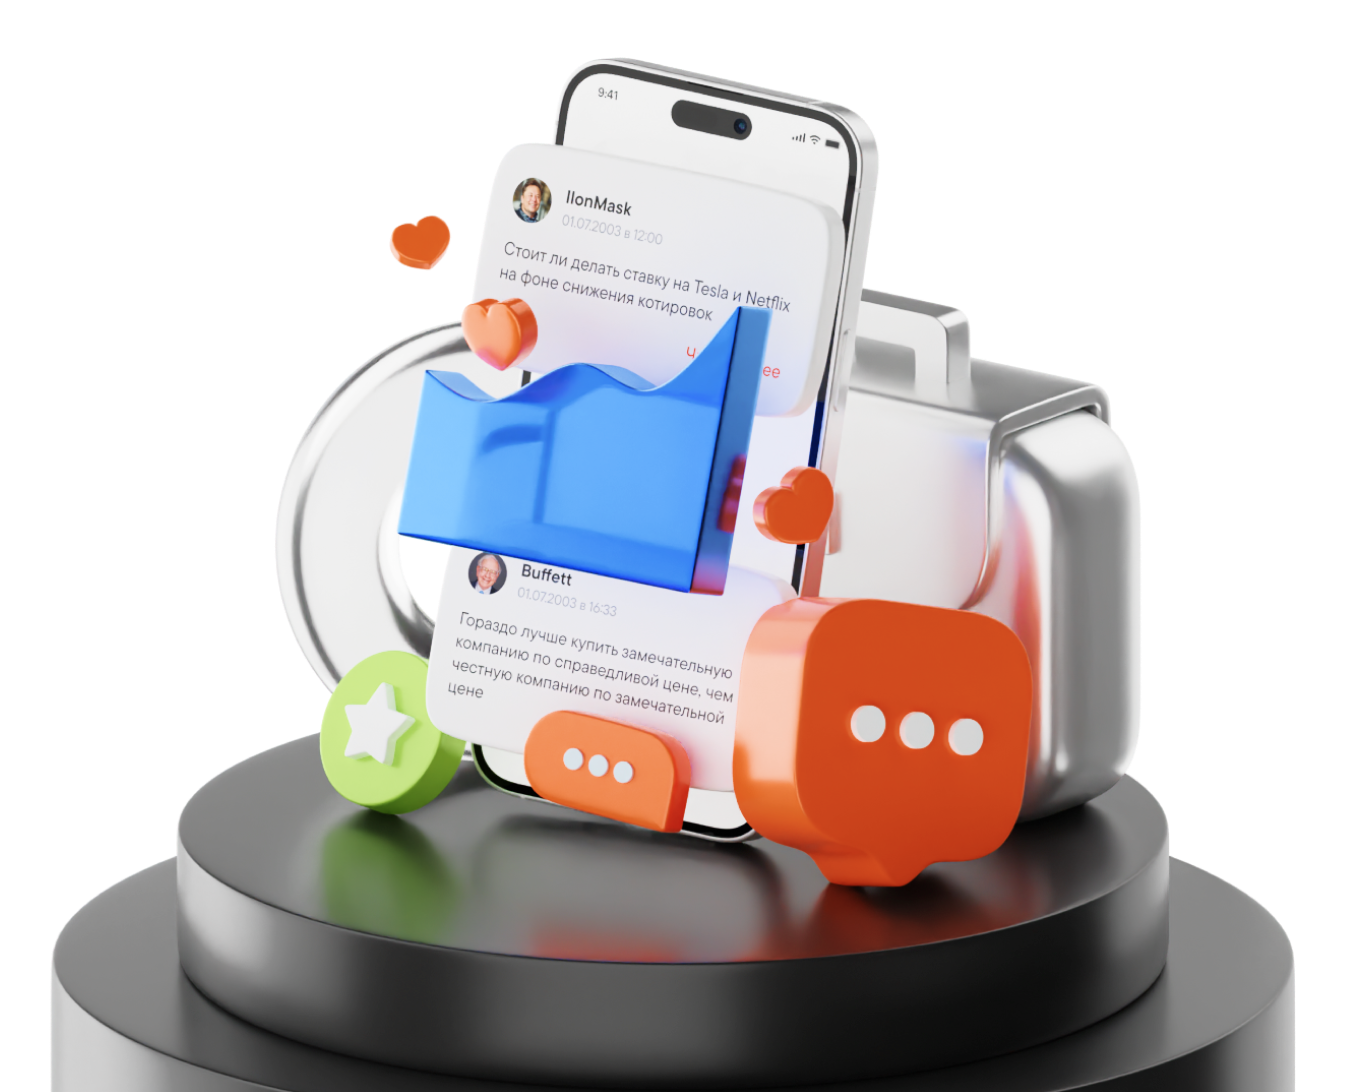 9:41
IlonMask
01.07.2003 в 12:00
Стоит ли делать ставку на Tesla и Netflix
на фоне снижения котировок
Buffett
01.07.2003 в 16:33
Гораздо лучше купить замечательную
компанию по справедливой цене, чем
честную компанию по замечательной
цене